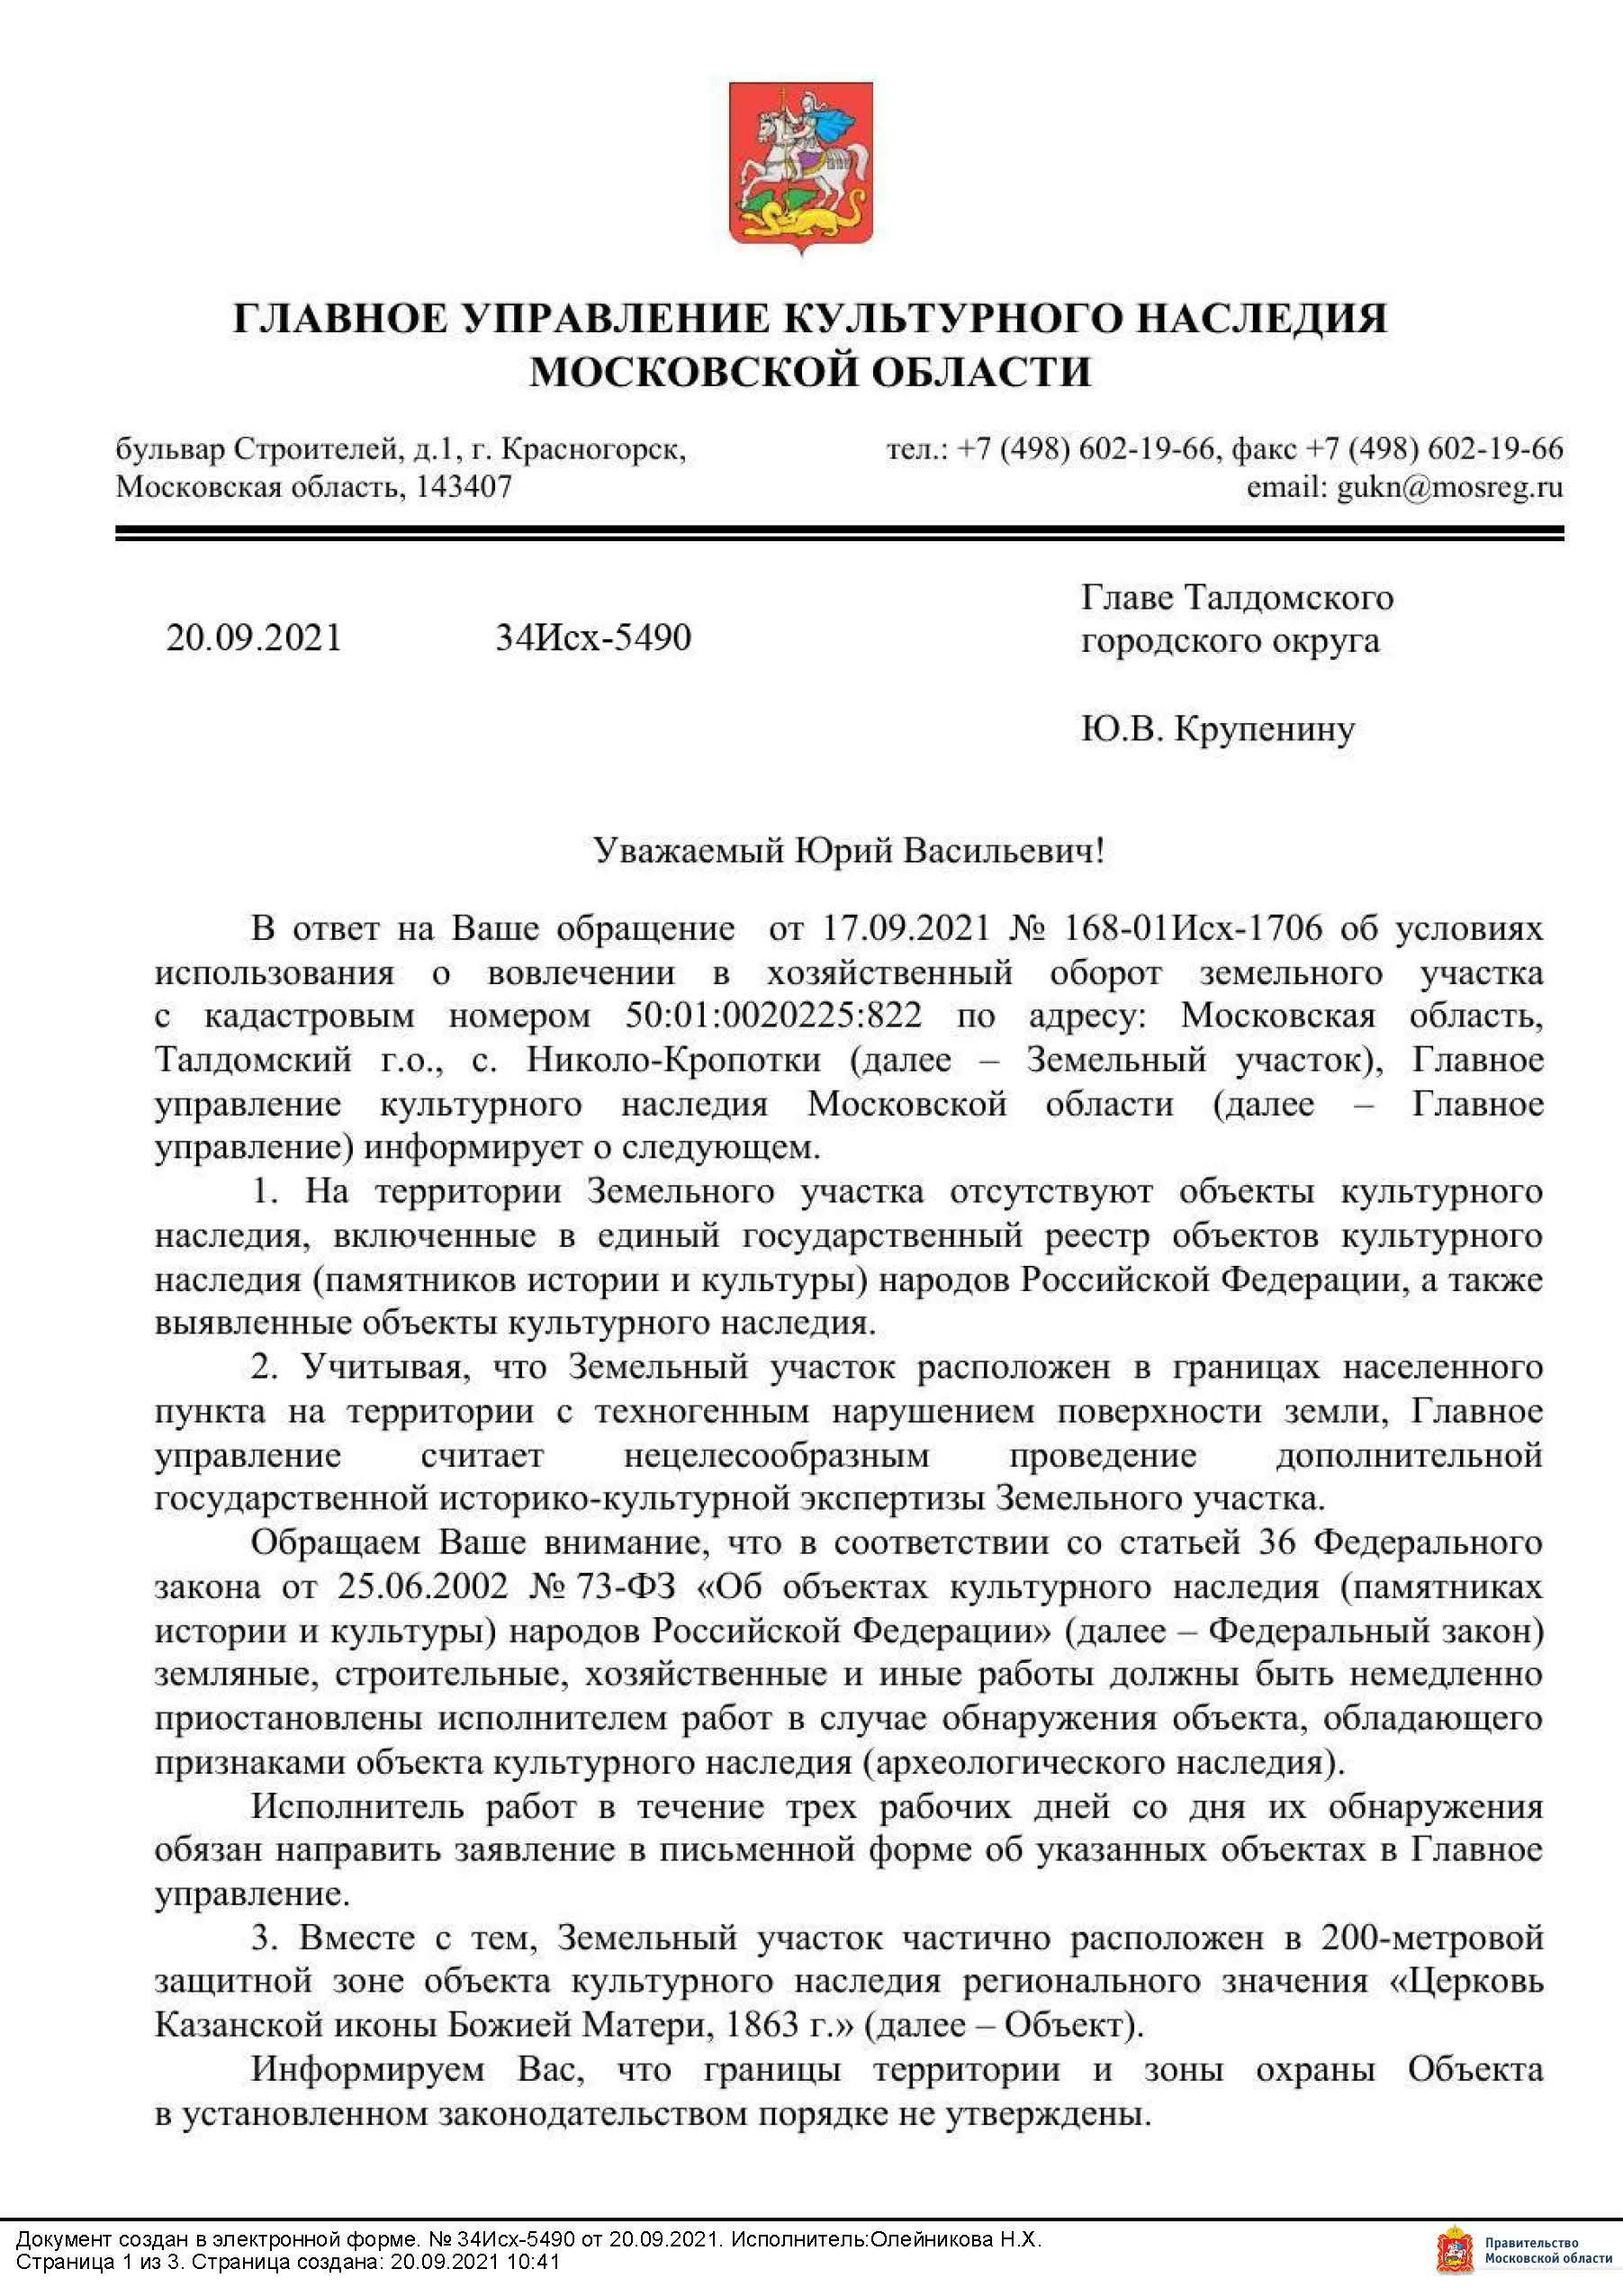 ГЛАВНОЕ УПРАВЛЕНИЕ КУЛЬТУРНОГО НАСЛЕДИЯ
МОСКОВСКОЙ ОБЛАСТИ
бульвар Строителей, д.1, г. Красногорск,
Московская область, 143407
тел.: +7 (498) 602-19-66, факс +7 (498) 602-19-66
email: gukn@mosreg.ru
20.09.2021 34Исх-5490
Главе Талдомского
городского округа
Ю.В. Крупенину
Уважаемый Юрий Васильевич!
В ответ на Ваше обращение от 17.09.2021 № 168-01Исх-1706 об условиях
использования о вовлечении в хозяйственный оборот земельного участка
с кадастровым номером 50:01:0020225:822 по адресу: Московская область,
Талдомский г.о., с. Николо-Кропотки (далее – Земельный участок), Главное
управление культурного наследия Московской области (далее – Главное
управление) информирует о следующем.
1. На территории Земельного участка отсутствуют объекты культурного
наследия, включенные в единый государственный реестр объектов культурного
наследия (памятников истории и культуры) народов Российской Федерации, а также
выявленные объекты культурного наследия.
2. Учитывая, что Земельный участок расположен в границах населенного
пункта на территории с техногенным нарушением поверхности земли, Главное
управление считает нецелесообразным проведение дополнительной
государственной историко-культурной экспертизы Земельного участка.
Обращаем Ваше внимание, что в соответствии со статьей 36 Федерального
закона от 25.06.2002 № 73-ФЗ «Об объектах культурного наследия (памятниках
истории и культуры) народов Российской Федерации» (далее – Федеральный закон)
земляные, строительные, хозяйственные и иные работы должны быть немедленно
приостановлены исполнителем работ в случае обнаружения объекта, обладающего
признаками объекта культурного наследия (археологического наследия).
Исполнитель работ в течение трех рабочих дней со дня их обнаружения
обязан направить заявление в письменной форме об указанных объектах в Главное
управление.
3. Вместе с тем, Земельный участок частично расположен в 200-метровой
защитной зоне объекта культурного наследия регионального значения «Церковь
Казанской иконы Божией Матери, 1863 г.» (далее – Объект).
Информируем Вас, что границы территории и зоны охраны Объекта
в установленном законодательством порядке не утверждены.
Документ создан в электронной форме. № 34Исх-5490 от 20.09.2021. Исполнитель:Олейникова Н.Х.
Страница 1 из 3. Страница создана: 20.09.2021 10:41
Правительство
Московской области